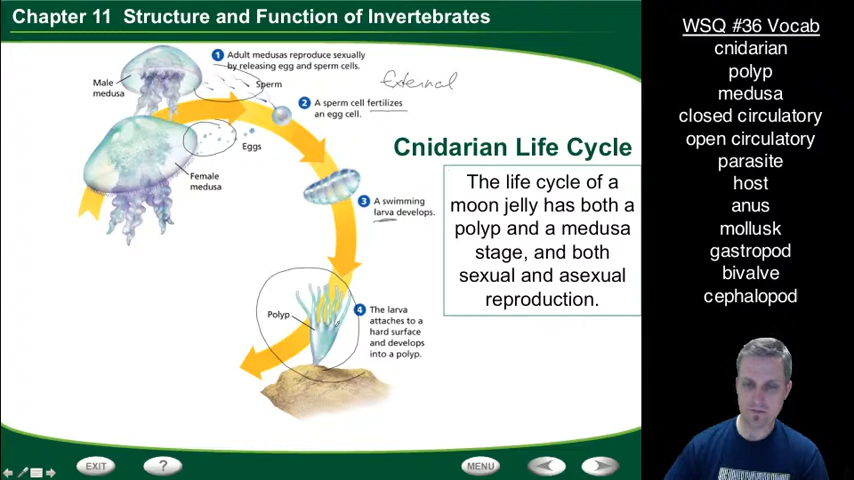 Chapter 11 Structure and Function of Invertebrates
1 Adult medusas reproduce sexually
by releasing egg and sperm cells.
Male
medusa
Sperm
External
2 A sperm cell fertilizes
an egg cell.
Eggs
Female
medusa
Cnidarian Life Cycle
The life cycle of a
moon jelly has both a
polyp and a medusa
stage, and both
sexual and asexual
reproduction.
3 A swimming
larva develops.
Polyp
4 The larva
attaches to a
hard surface
and develops
into a polyp.
EXIT
?
MENU
WSQ #36 Vocab
cnidarian
polyp
medusa
closed circulatory
open circulatory
parasite
host
anus
mollusk
gastropod
bivalve
cephalopod